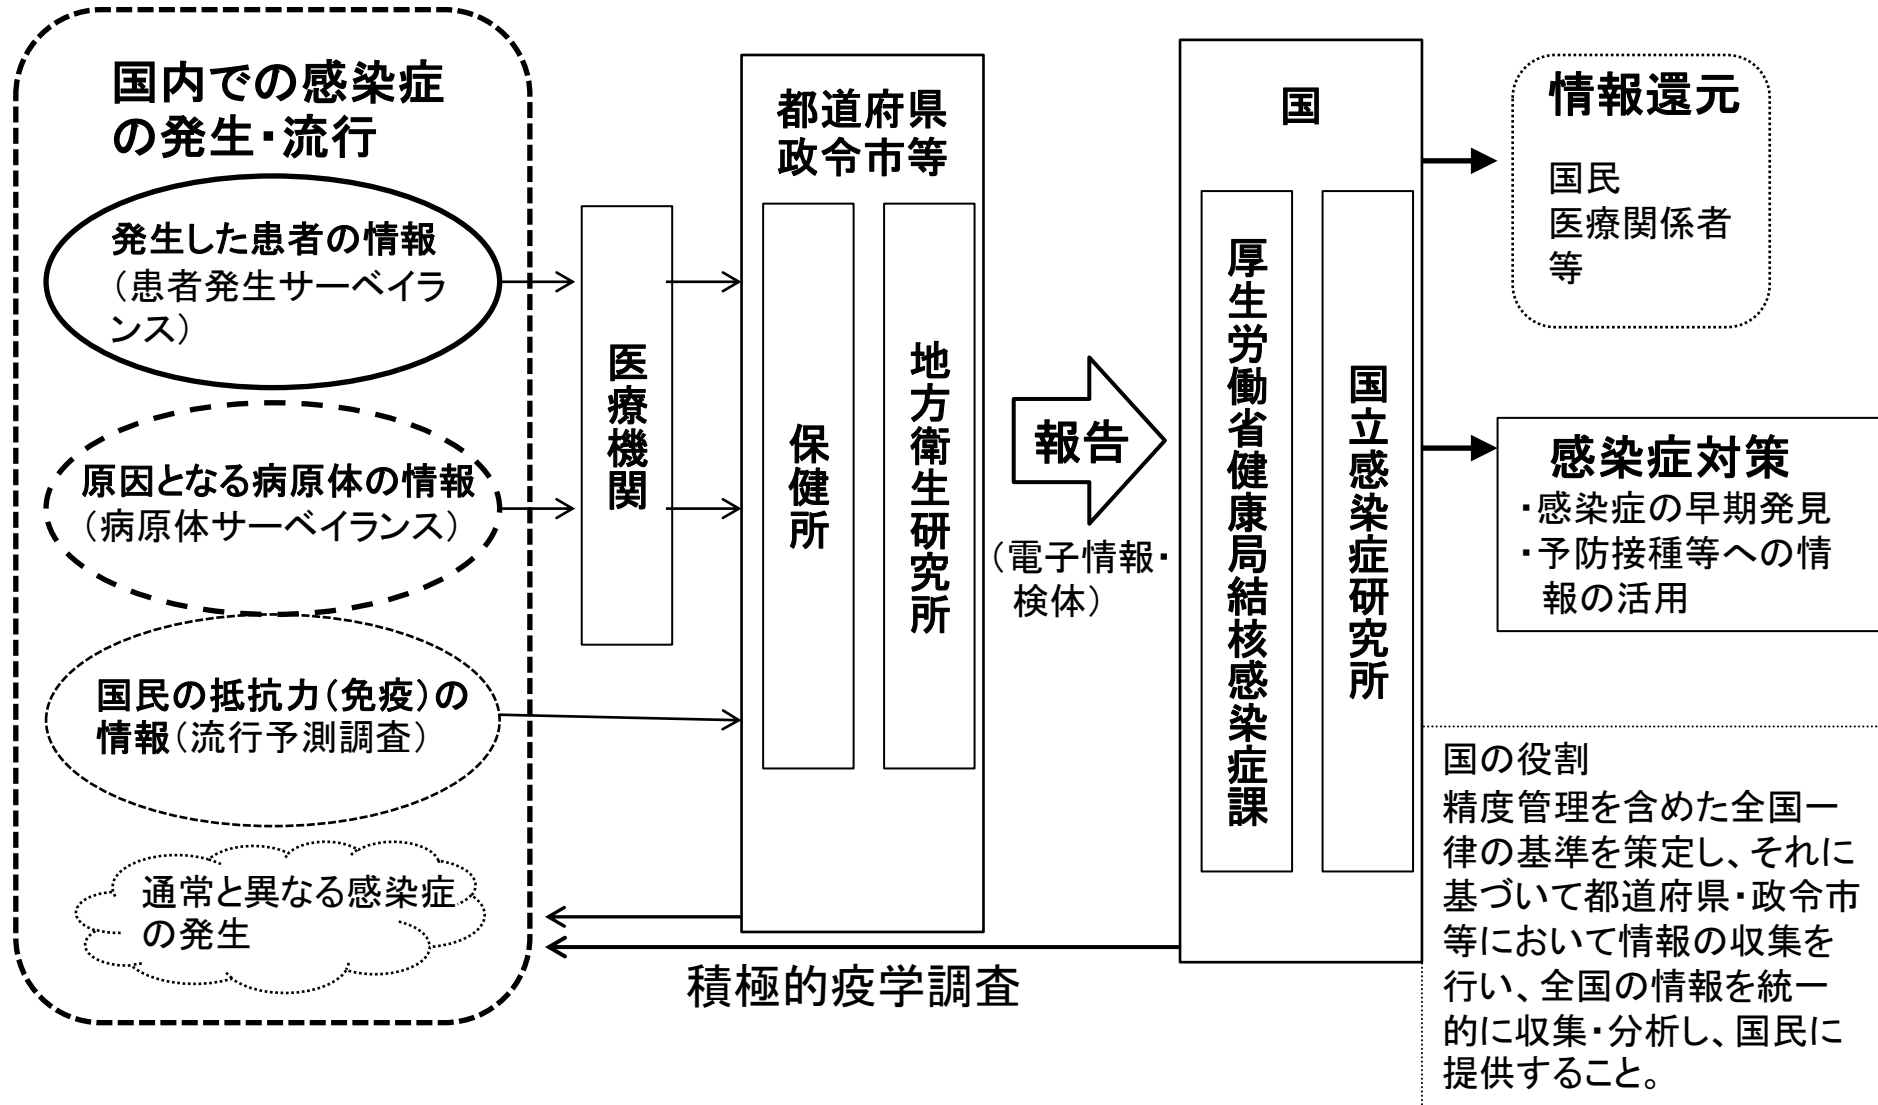 国内での感染症
の発生・流行
発生した患者の情報
（患者発生サーベイラ
ンス）
原因となる病原体の情報
（病原体サーベイランス）
国民の抵抗力（免疫）の
情報（流行予測調査）
通常と異なる感染症
の発生
医療機関
都道府県
政令市等
保健所
地方衛生研究所
報告
（電子情報・
検体）
積極的疫学調査
国
厚生労働省健康局結核感染症課
国立感染症研究所
情報還元
国民
医療関係者
等
感染症対策
・感染症の早期発見
・予防接種等への情
報の活用
国の役割
精度管理を含めた全国一
律の基準を策定し、それに
基づいて都道府県・政令市
等において情報の収集を
行い、全国の情報を統一
的に収集・分析し、国民に
提供すること。